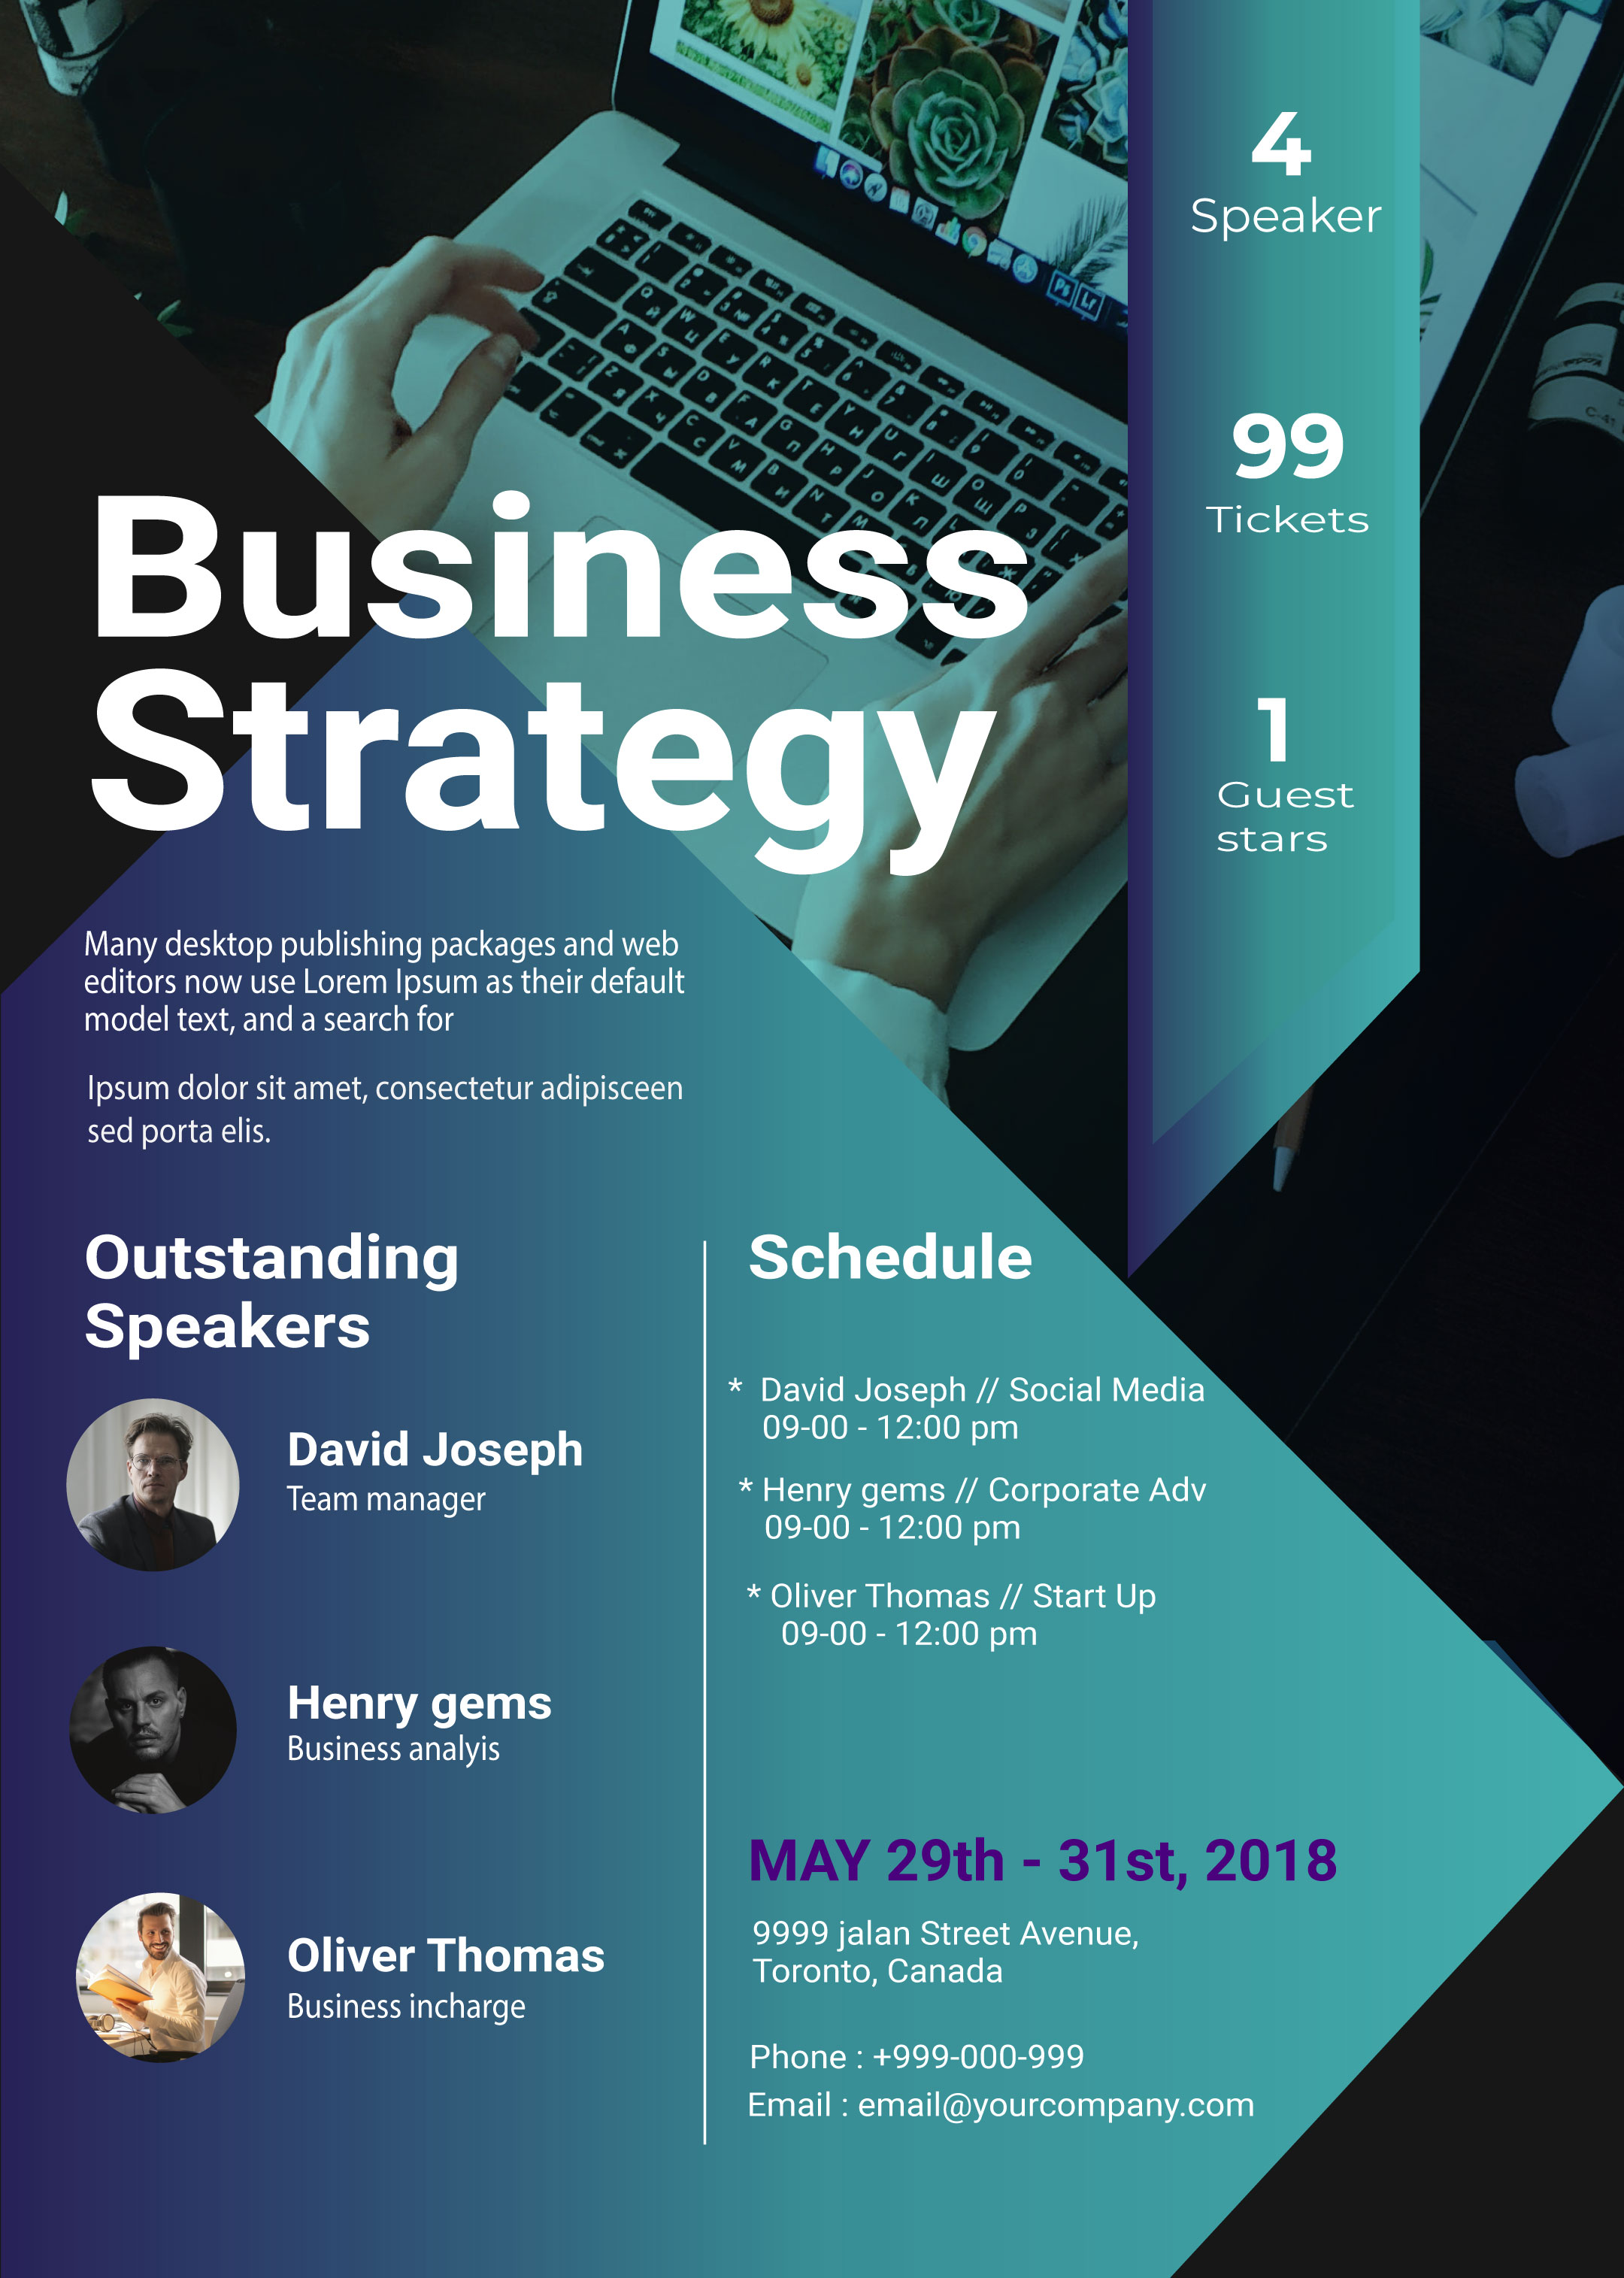 4
Speaker
99
Tickets
1
Guest
stars
Business
Strategy
Many desktop publishing packages and web
editors now use Lorem Ipsum as their default
model text, and a search for
Ipsum dolor sit amet, consectetur adipisceen
sed porta elis.
Outstanding
Speakers
David Joseph
Team manager
Henry gems
Business analyis
Oliver Thomas
Business incharge
Schedule
* David Joseph // Social Media
09-00 - 12:00 pm
* Henry gems // Corporate Adv
09-00 - 12:00 pm
* Oliver Thomas // Start Up
09-00 - 12:00 pm
MAY 29th - 31st, 2018
9999 jalan Street Avenue,
Toronto, Canada
Phone : +999-000-999
Email : email@yourcompany.com